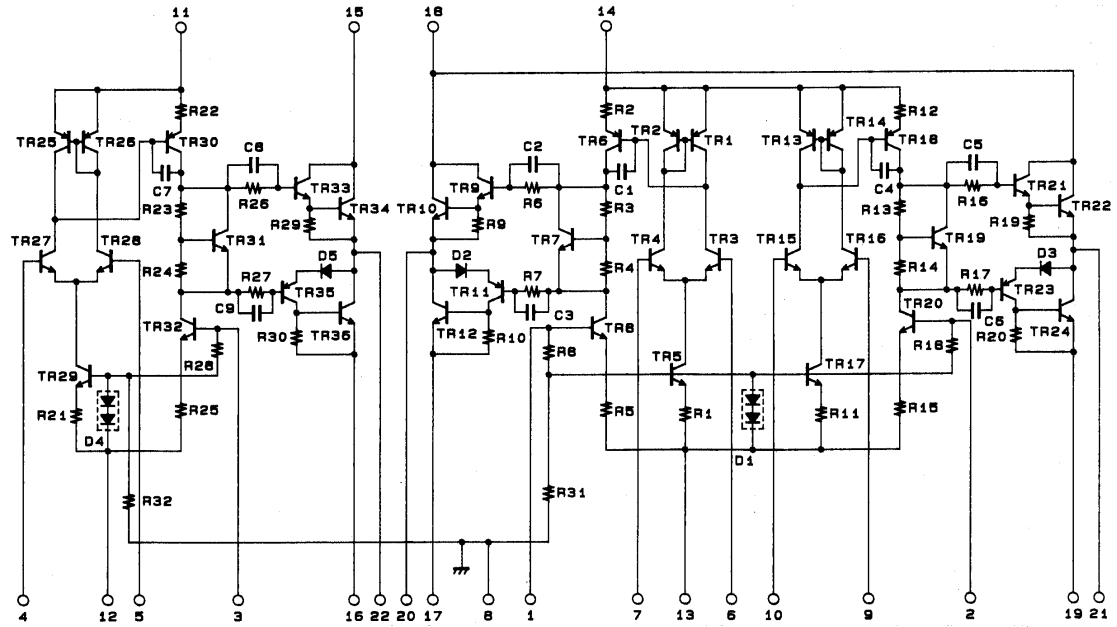 11 15 18 14
R22 R2 R12
TR25 TR26 TR30 TR6 TR2 TR1 TR13 TR14 TR18
C8 C2 C5
C7 R26 TR33 TR9 R6 C1 C4 R16 TR21
R23 R29 TR34 TR10 R9 R3 R13 R19 TR22
TR27 TR28 TR31 TR7 TR4 TR3 TR15 TR16 TR19
R24 D5 D2 R4 R14 D3
R27 TR35 TR11 R7 R17 TR23
C9 C3 TR20 C6
TR32 R30 TR36 TR12 R10 TR8 R18 R20 TR24
R28 R8 TR5 TR17
TR29
R21 R25 R5 R1 R11 R15
D4 D1
R32 R31
4 12 5 3 16 22 20 17 8 1 7 13 6 10 9 2 19 21